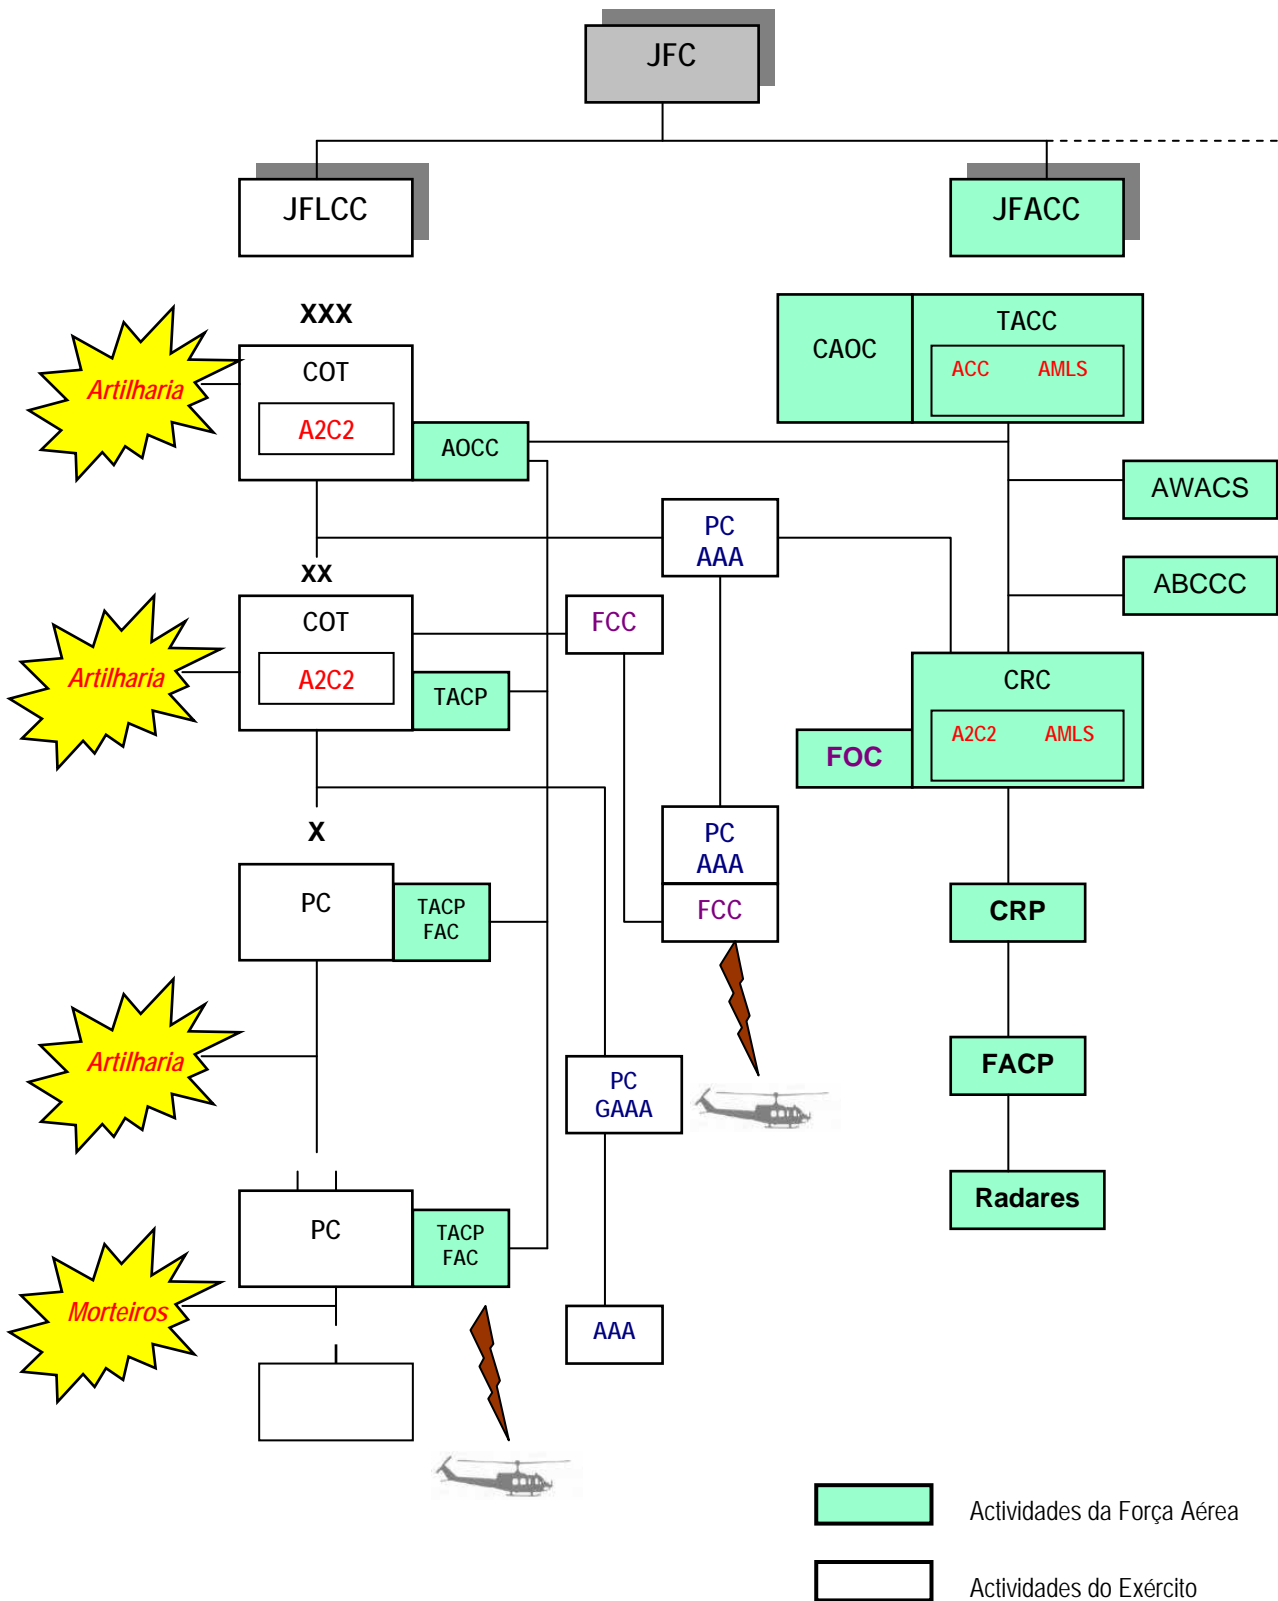 JFC
JFLCC
JFACC
XXX
COT
A2C2
AOCC
Artilharia
CAOC
TACC
ACC AMLS
AWACS
ABCCC
PC
AAA
XX
COT
A2C2
TACP
Artilharia
FCC
CRC
A2C2 AMLS
FOC
X
PC
TACP
FAC
PC
AAA
FCC
CRP
Artilharia
PC
GAAA
FACP
Radares
PC
TACP
FAC
Morteiros
AAA
Actividades da Força Aérea
Actividades do Exército